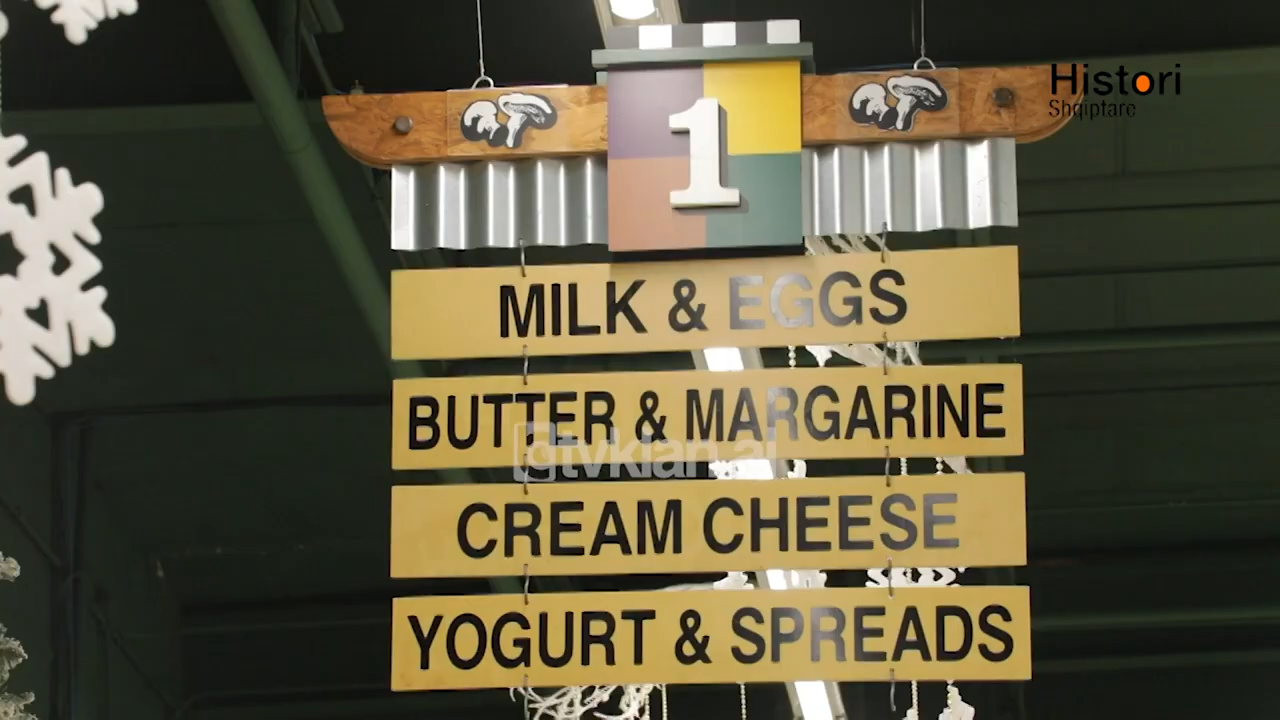 Histori
Shqiptare
1
MILK & EGGS
BUTTER & MARGARINE
tvklan.al
CREAM CHEESE
YOGURT & SPREADS